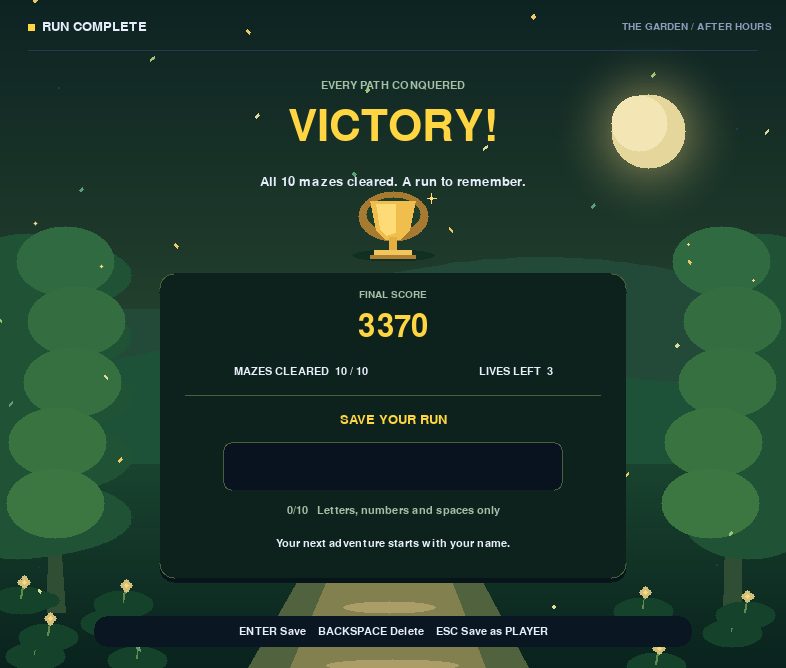 RUN COMPLETE
THE GARDEN / AFTER HOURS
EVERY PATH CONQUERED
VICTORY!
All 10 mazes cleared. A run to remember.
FINAL SCORE
3370
MAZES CLEARED 10 / 10
LIVES LEFT 3
SAVE YOUR RUN
0/10 Letters, numbers and spaces only
Your next adventure starts with your name.
ENTER Save BACKSPACE Delete ESC Save as PLAYER